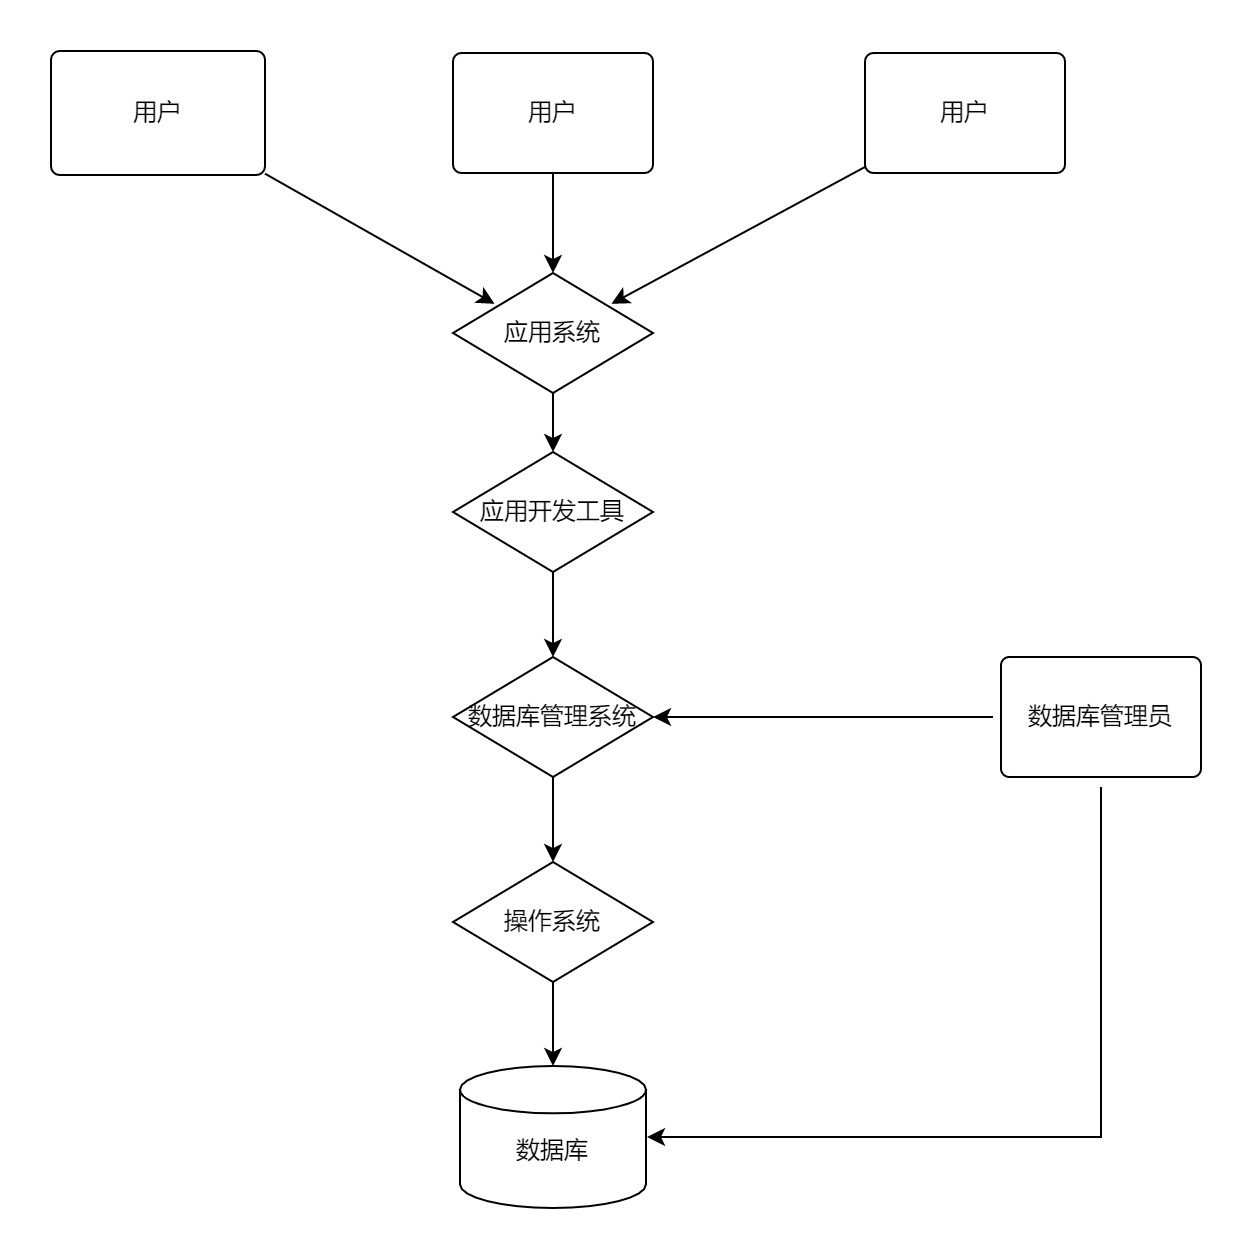 用户
用户
用户
应用系统
应用开发工具
数据库管理系统
数据库管理员
操作系统
数据库